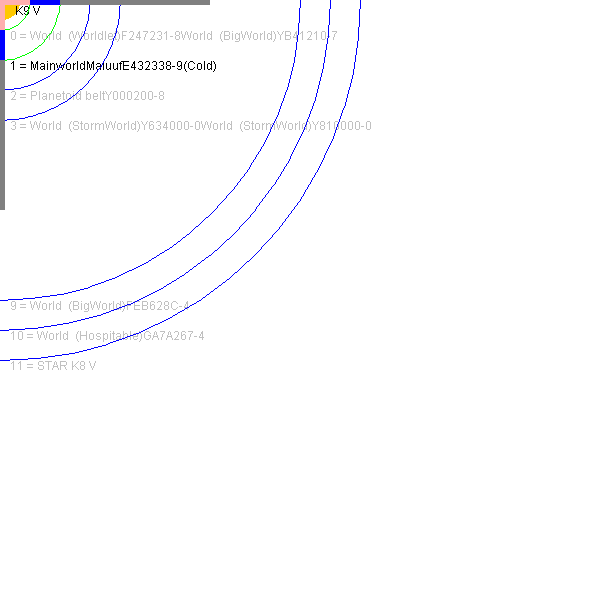 K9 V
0 = World  (Worldlet)F247231-8World  (BigWorld)YB41210-7
1 = MainworldMaluurE432338-9(Cold)
2 = Planetoid beltY000200-8
3 = World  (StormWorld)Y634000-0World  (StormWorld)Y810000-0
9 = World  (BigWorld)FEB628C-4
10 = World  (Hospitable)GA7A267-4
11 = STAR K8 V